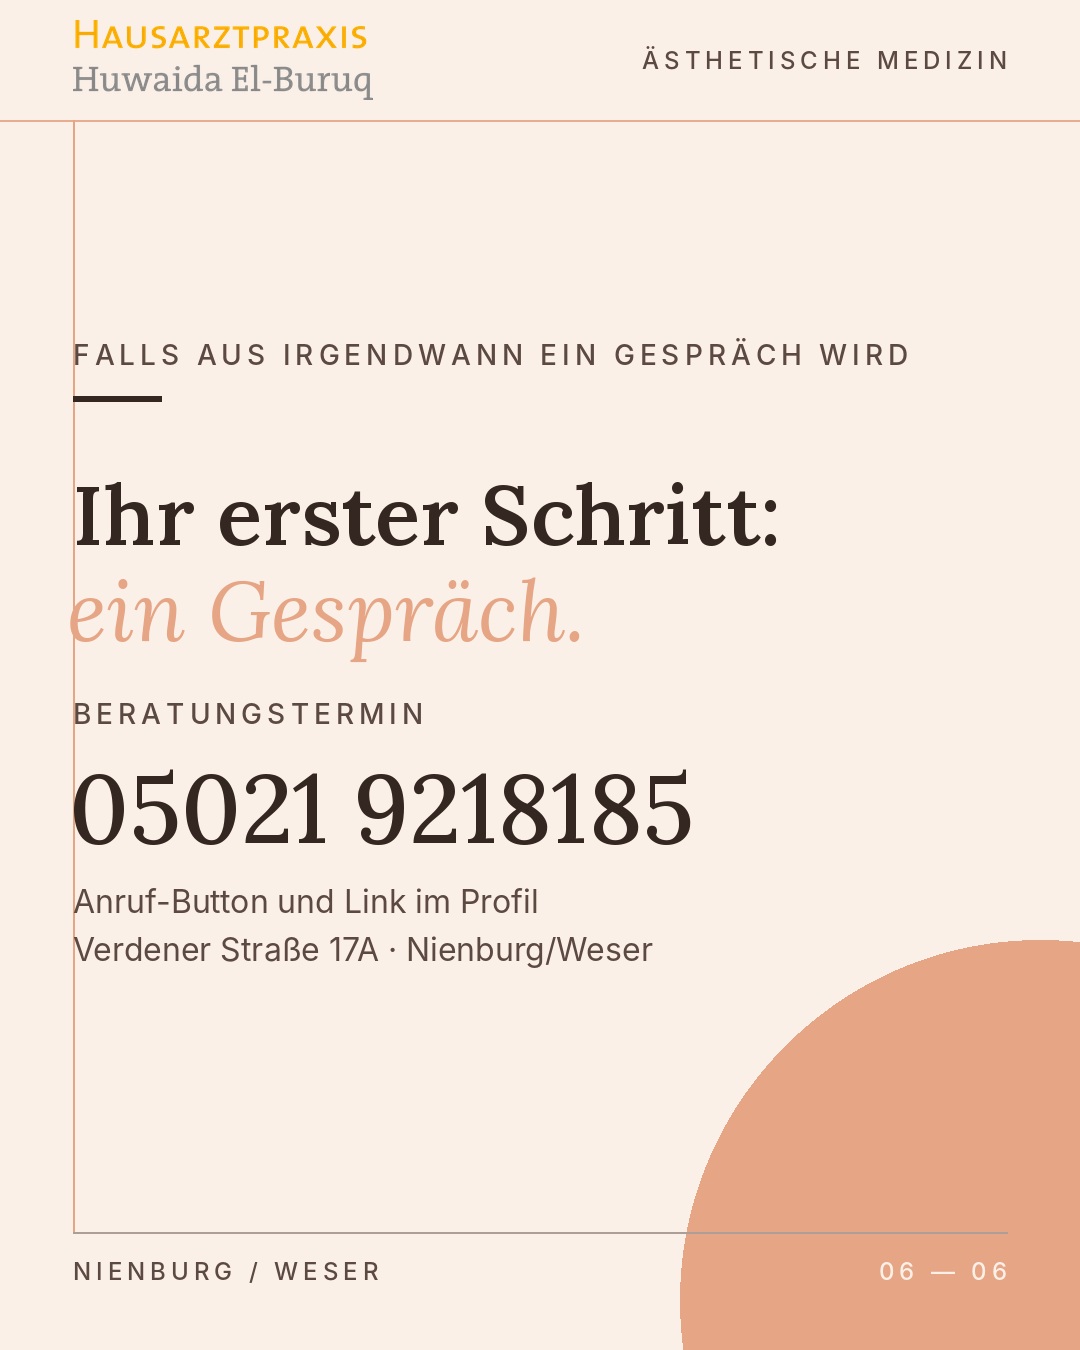 HAUSARZTPRAXIS
Huwaida El-Buruq
ÄSTHETISCHE MEDIZIN
FALLS AUS IRGENDWANN EIN GESPRÄCH WIRD
Ihr erster Schritt:
ein Gespräch.
BERATUNGSTERMIN
05021 9218185
Anruf-Button und Link im Profil
Verdener Straße 17A · Nienburg/Weser
NIENBURG / WESER
06 — 06